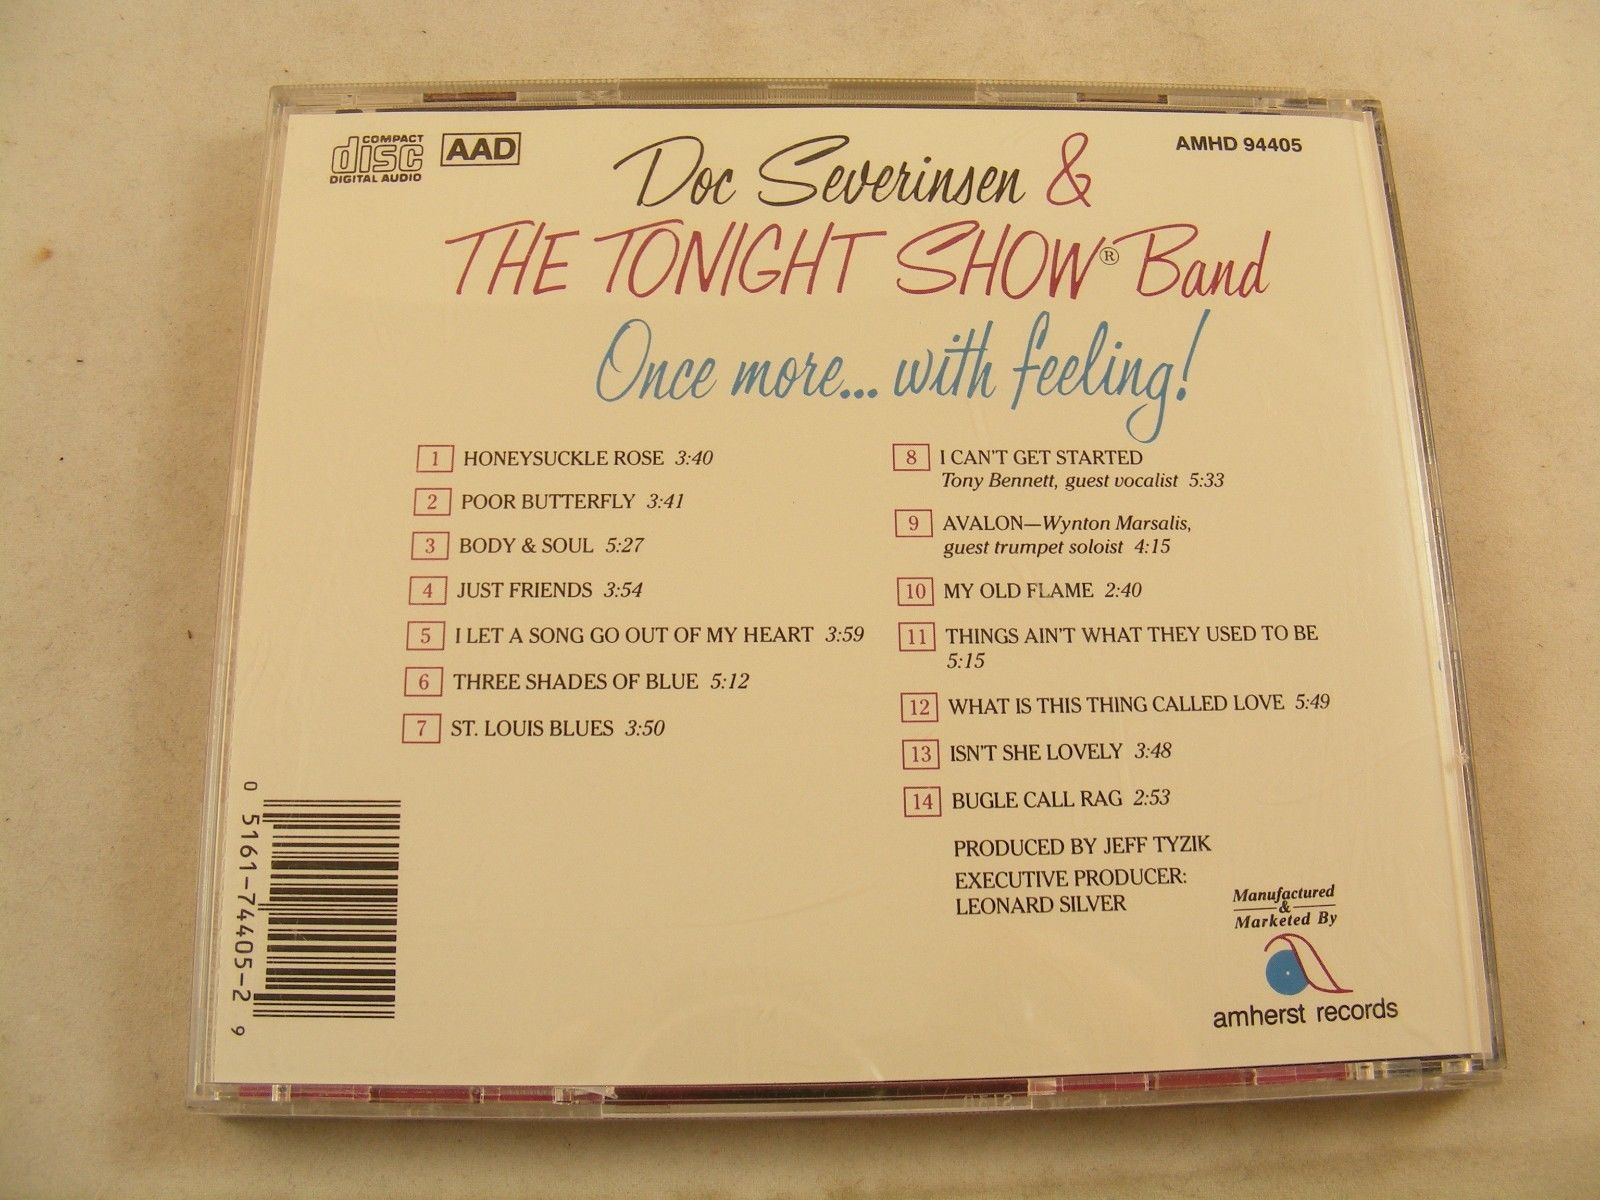 COMPACT
disc
DIGITAL AUDIO
AAD
AMHD 94405
Doc Severinsen &
THE TONIGHT SHOW® Band
Once more... with feeling!
1 HONEYSUCKLE ROSE 3:40
2 POOR BUTTERFLY 3:41
3 BODY & SOUL 5:27
4 JUST FRIENDS 3:54
5 I LET A SONG GO OUT OF MY HEART 3:59
6 THREE SHADES OF BLUE 5:12
7 ST. LOUIS BLUES 3:50
8 I CAN'T GET STARTED
Tony Bennett, guest vocalist 5:33
9 AVALON—Wynton Marsalis,
guest trumpet soloist 4:15
10 MY OLD FLAME 2:40
11 THINGS AIN'T WHAT THEY USED TO BE
5:15
12 WHAT IS THIS THING CALLED LOVE 5:49
13 ISN'T SHE LOVELY 3:48
14 BUGLE CALL RAG 2:53
PRODUCED BY JEFF TYZIK
EXECUTIVE PRODUCER:
LEONARD SILVER
Manufactured
&
Marketed By
amherst records
0 5161-74405-2 9